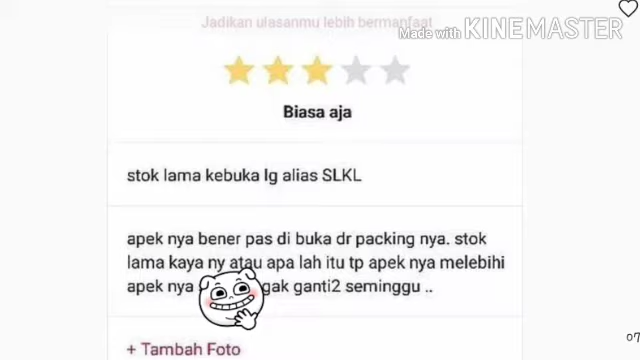 Jadikan ulasanmu lebih bermanfaat
Made with KINEMASTER
Biasa aja
stok lama kebuka lg alias SLKL
apek nya bener pas di buka dr packing nya. stok
lama kaya ny atau apa lah itu tp apek nya melebihi
apek nya gak ganti2 seminggu ..
+ Tambah Foto
07